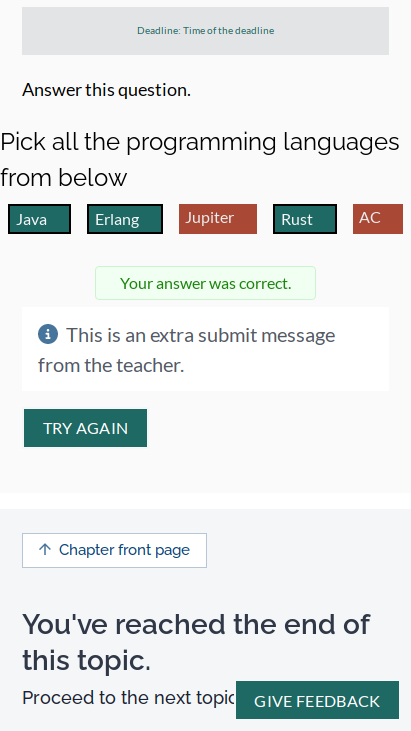 Deadline: Time of the deadline
Answer this question.
Pick all the programming languages
from below
Java Erlang Jupiter Rust AC
Your answer was correct.
This is an extra submit message
from the teacher.
TRY AGAIN
Chapter front page
You've reached the end of
this topic.
Proceed to the next topic
GIVE FEEDBACK